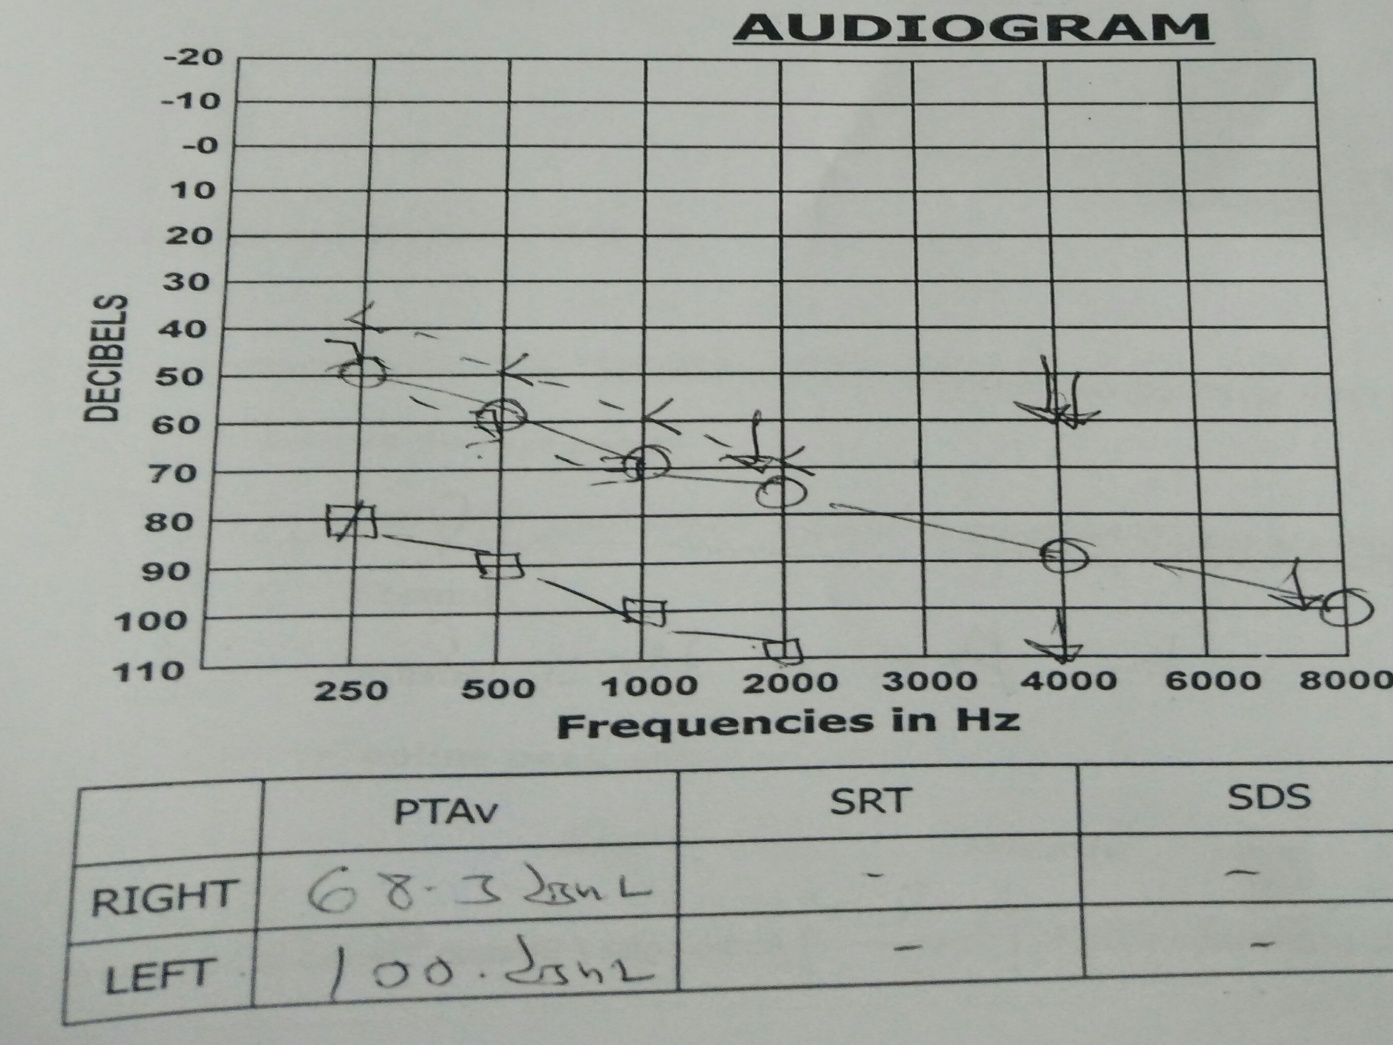 AUDIOGRAM
-20
-10
-0
10
20
30
40
50
60
70
80
90
100
110
DECIBELS
250 500 1000 2000 3000 4000 6000 8000
Frequencies in Hz
PTAv SRT SDS
RIGHT 68.3 dBHL - -
LEFT 100. dBHL - -